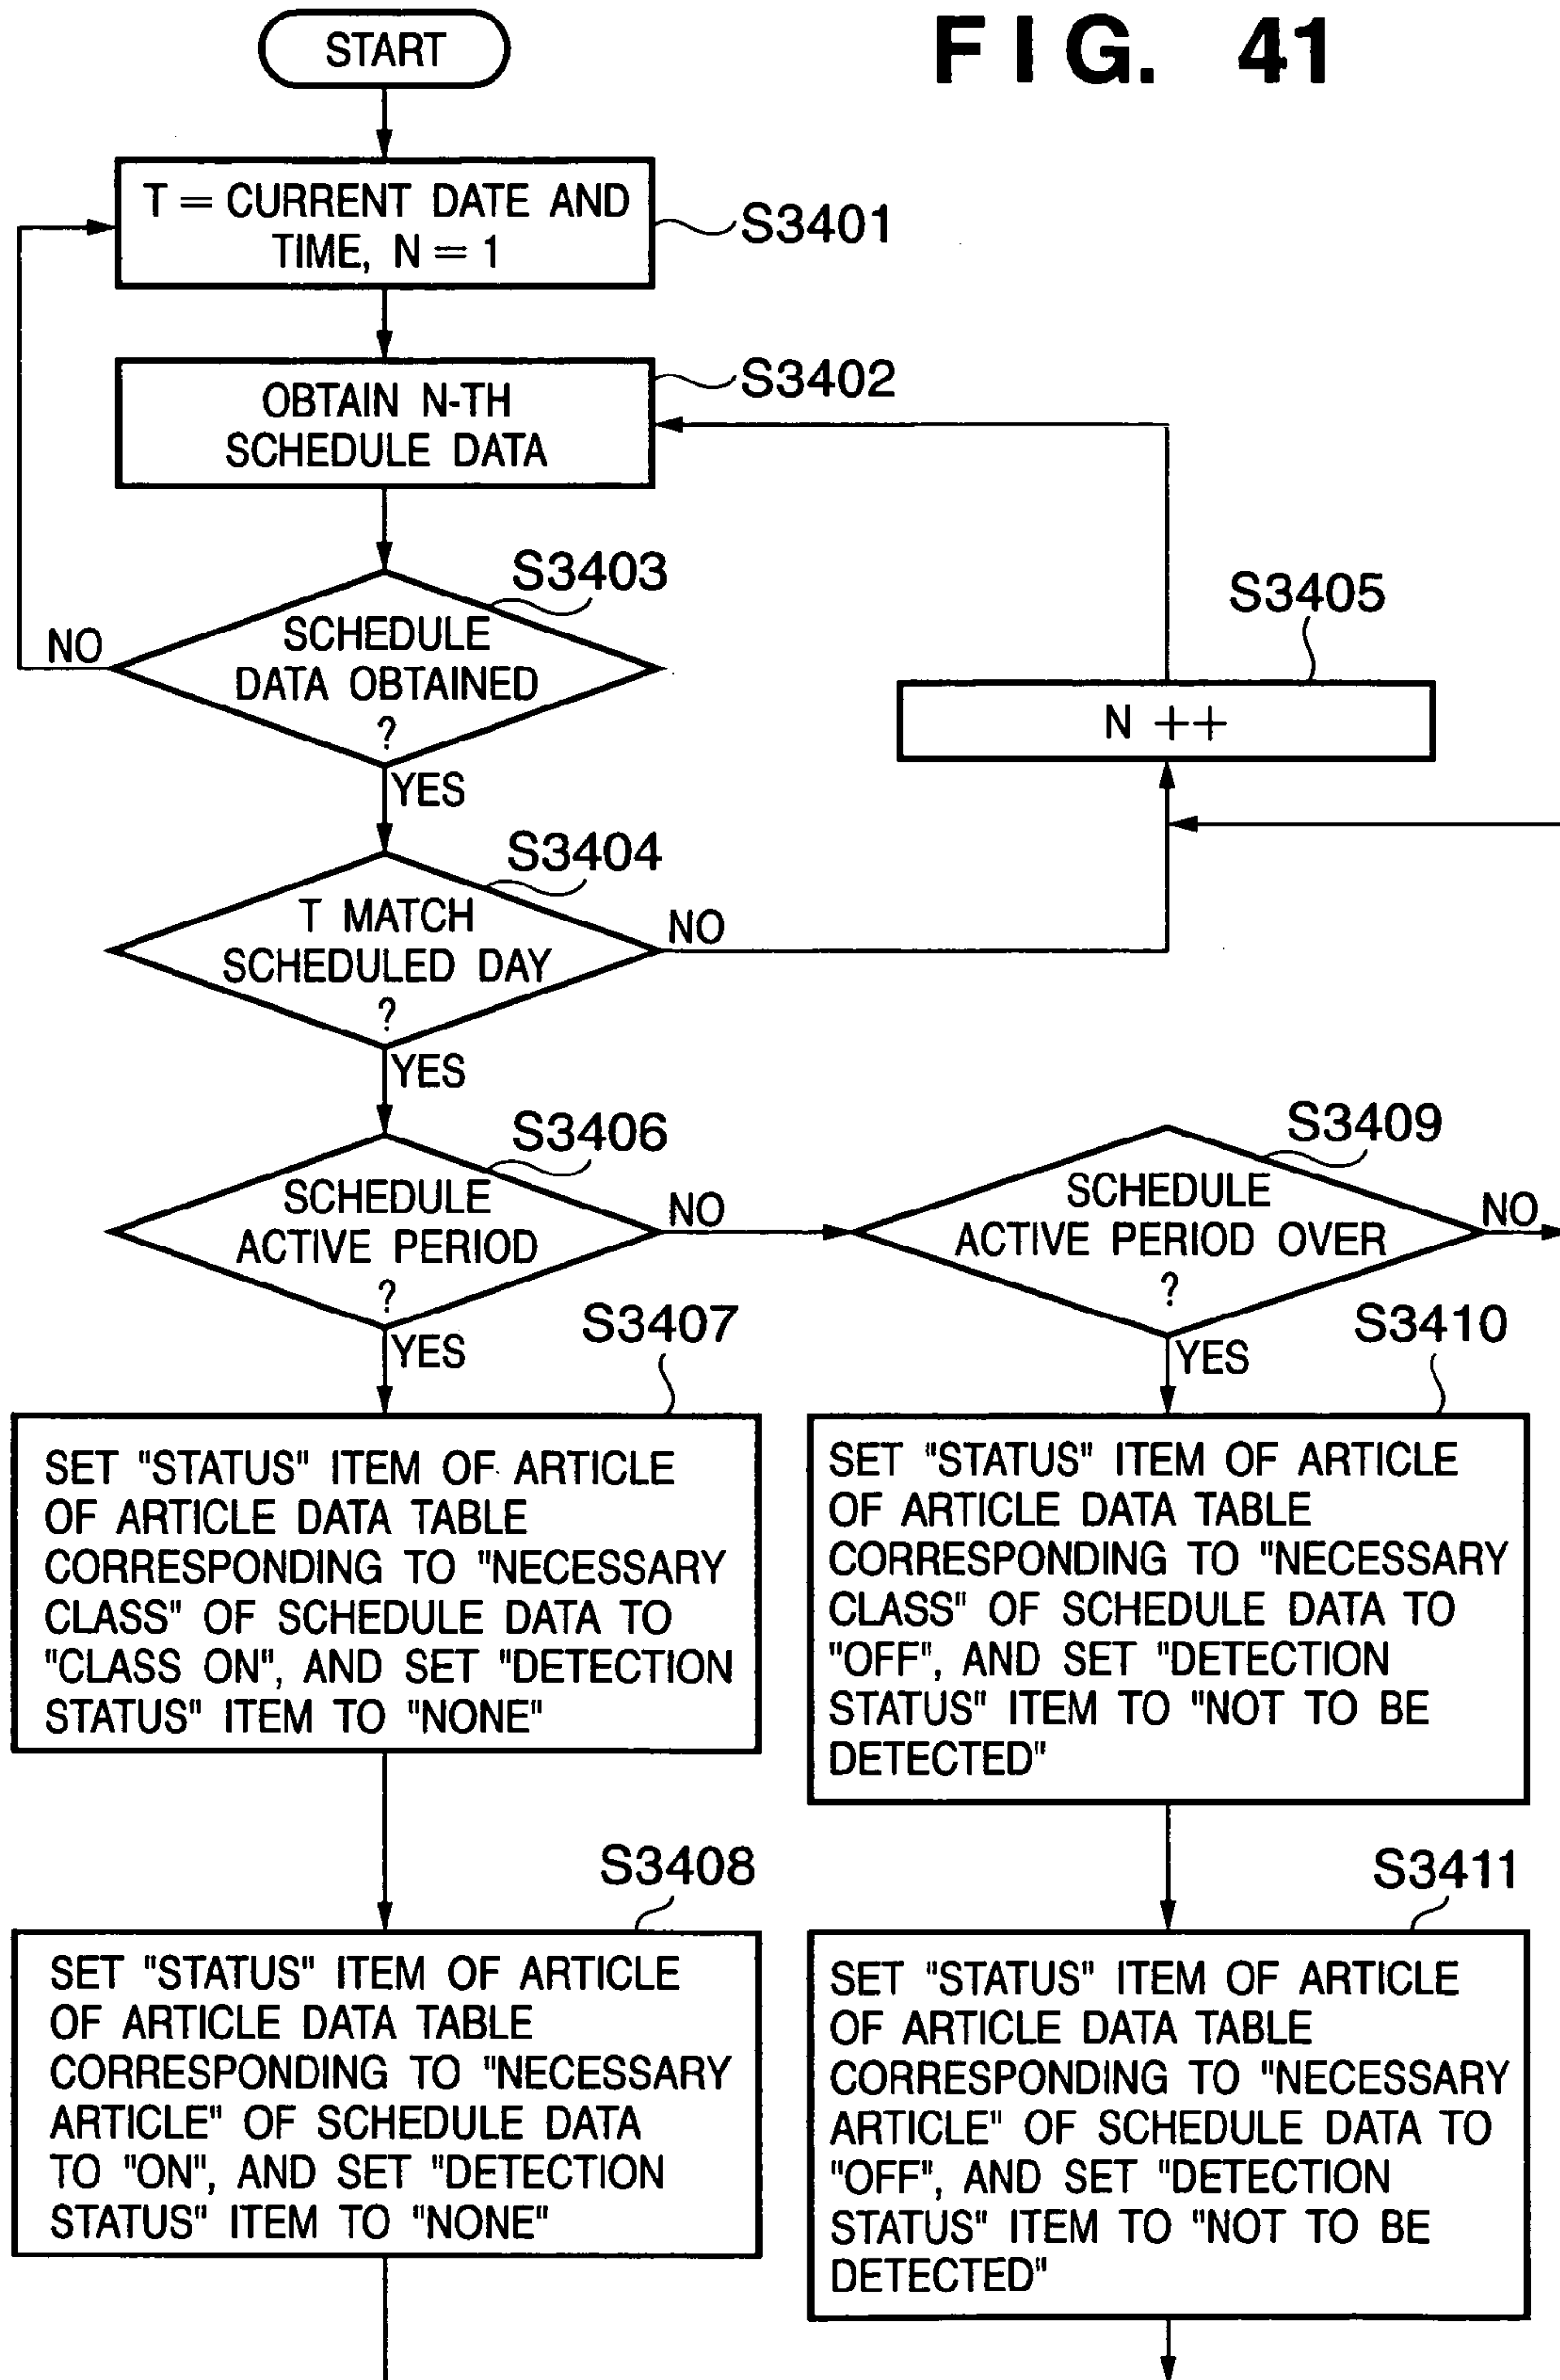 FIG. 41
START
T = CURRENT DATE AND
TIME, N = 1
S3401
OBTAIN N-TH
SCHEDULE DATA
S3402
S3403
SCHEDULE
DATA OBTAINED
?
NO
YES
S3405
N ++
S3404
T MATCH
SCHEDULED DAY
?
NO
YES
S3406
SCHEDULE
ACTIVE PERIOD
?
NO
YES
S3409
SCHEDULE
ACTIVE PERIOD OVER
?
NO
YES
S3407
SET "STATUS" ITEM OF ARTICLE
OF ARTICLE DATA TABLE
CORRESPONDING TO "NECESSARY
CLASS" OF SCHEDULE DATA TO
"CLASS ON", AND SET "DETECTION
STATUS" ITEM TO "NONE"
S3410
SET "STATUS" ITEM OF ARTICLE
OF ARTICLE DATA TABLE
CORRESPONDING TO "NECESSARY
CLASS" OF SCHEDULE DATA TO
"OFF", AND SET "DETECTION
STATUS" ITEM TO "NOT TO BE
DETECTED"
S3408
SET "STATUS" ITEM OF ARTICLE
OF ARTICLE DATA TABLE
CORRESPONDING TO "NECESSARY
ARTICLE" OF SCHEDULE DATA
TO "ON", AND SET "DETECTION
STATUS" ITEM TO "NONE"
S3411
SET "STATUS" ITEM OF ARTICLE
OF ARTICLE DATA TABLE
CORRESPONDING TO "NECESSARY
ARTICLE" OF SCHEDULE DATA TO
"OFF", AND SET "DETECTION
STATUS" ITEM TO "NOT TO BE
DETECTED"